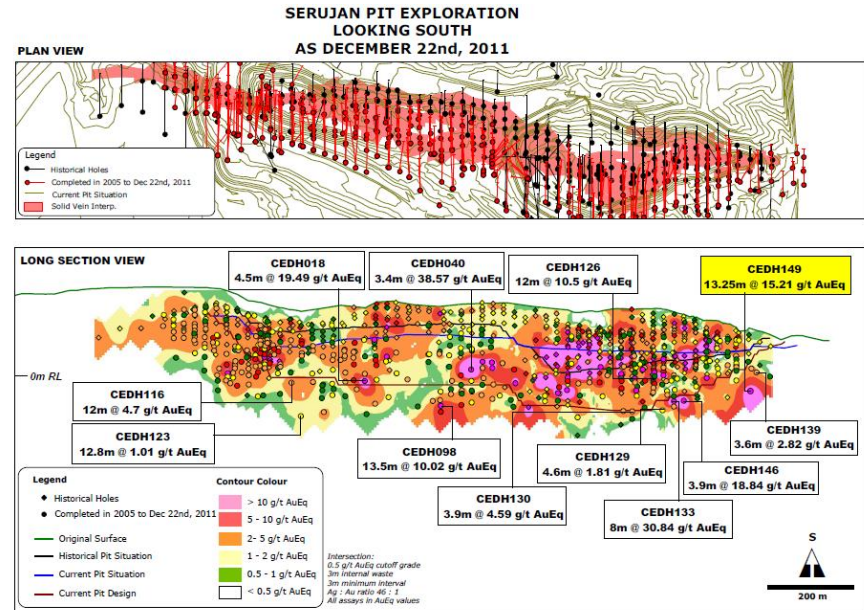 SERUJAN PIT EXPLORATION
LOOKING SOUTH
AS DECEMBER 22nd, 2011
PLAN VIEW
Legend
Historical Holes
Completed in 2005 to Dec 22nd, 2011
Current Pit Situation
Solid Vein Interp.
LONG SECTION VIEW
CEDH018
4.5m @ 19.49 g/t AuEq
CEDH040
3.4m @ 38.57 g/t AuEq
CEDH126
12m @ 10.5 g/t AuEq
CEDH149
13.25m @ 15.21 g/t AuEq
0m RL
CEDH116
12m @ 4.7 g/t AuEq
CEDH123
12.8m @ 1.01 g/t AuEq
CEDH098
13.5m @ 10.02 g/t AuEq
CEDH130
3.9m @ 4.59 g/t AuEq
CEDH129
4.6m @ 1.81 g/t AuEq
CEDH139
3.6m @ 2.82 g/t AuEq
CEDH146
3.9m @ 18.84 g/t AuEq
CEDH133
8m @ 30.84 g/t AuEq
Legend
Historical Holes
Completed in 2005 to Dec 22nd, 2011
Original Surface
Historical Pit Situation
Current Pit Situation
Current Pit Design
Contour Colour
> 10 g/t AuEq
5 - 10 g/t AuEq
2- 5 g/t AuEq
1 - 2 g/t AuEq
0.5 - 1 g/t AuEq
< 0.5 g/t AuEq
Intersection:
0.5 g/t AuEq cutoff grade
3m internal waste
3m minimum interval
Ag : Au ratio 46 : 1
All assays in AuEq values
S
200 m